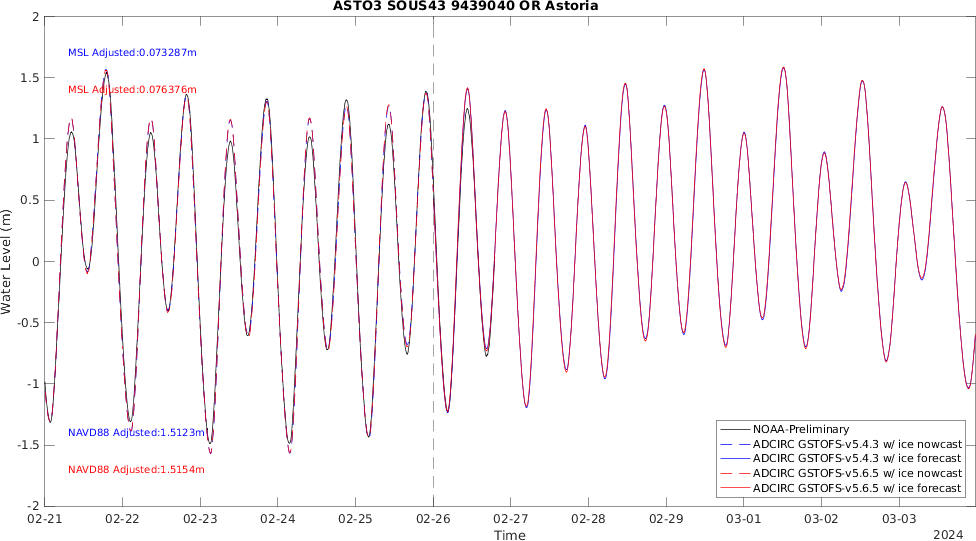 ASTO3 SOUS43 9439040 OR Astoria
2
1.5
1
0.5
0
-0.5
-1
-1.5
-2
Water Level (m)
MSL Adjusted:0.073287m
MSL Adjusted:0.076376m
NAVD88 Adjusted:1.5123m
NAVD88 Adjusted:1.5154m
NOAA-Preliminary
ADCIRC GSTOFS-v5.4.3 w/ ice nowcast
ADCIRC GSTOFS-v5.4.3 w/ ice forecast
ADCIRC GSTOFS-v5.6.5 w/ ice nowcast
ADCIRC GSTOFS-v5.6.5 w/ ice forecast
02-21 02-22 02-23 02-24 02-25 02-26 02-27 02-28 02-29 03-01 03-02 03-03
Time
2024